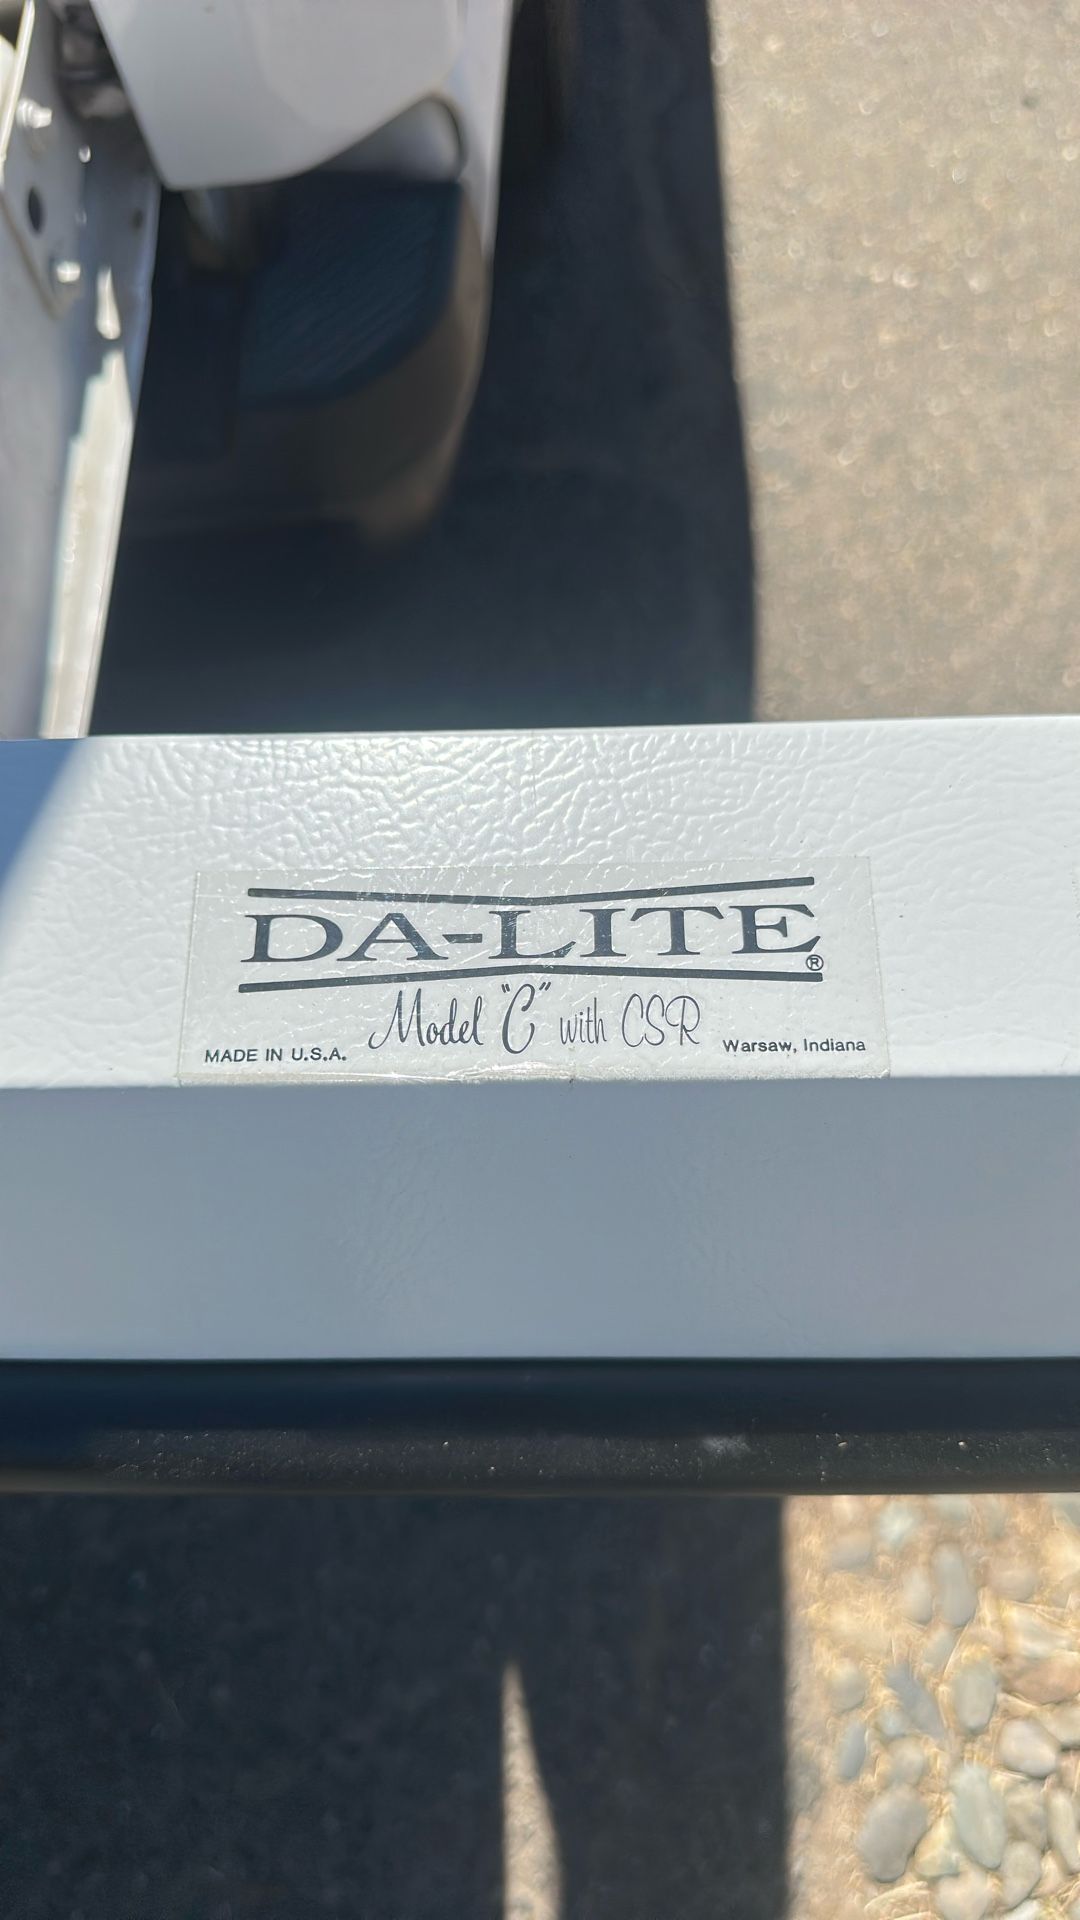 DA-LITE®
Model "C" with CSR
MADE IN U.S.A.
Warsaw, Indiana